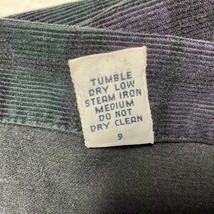 TUMBLE
DRY LOW
STEAM IRON
MEDIUM
DO NOT
DRY CLEAN
9